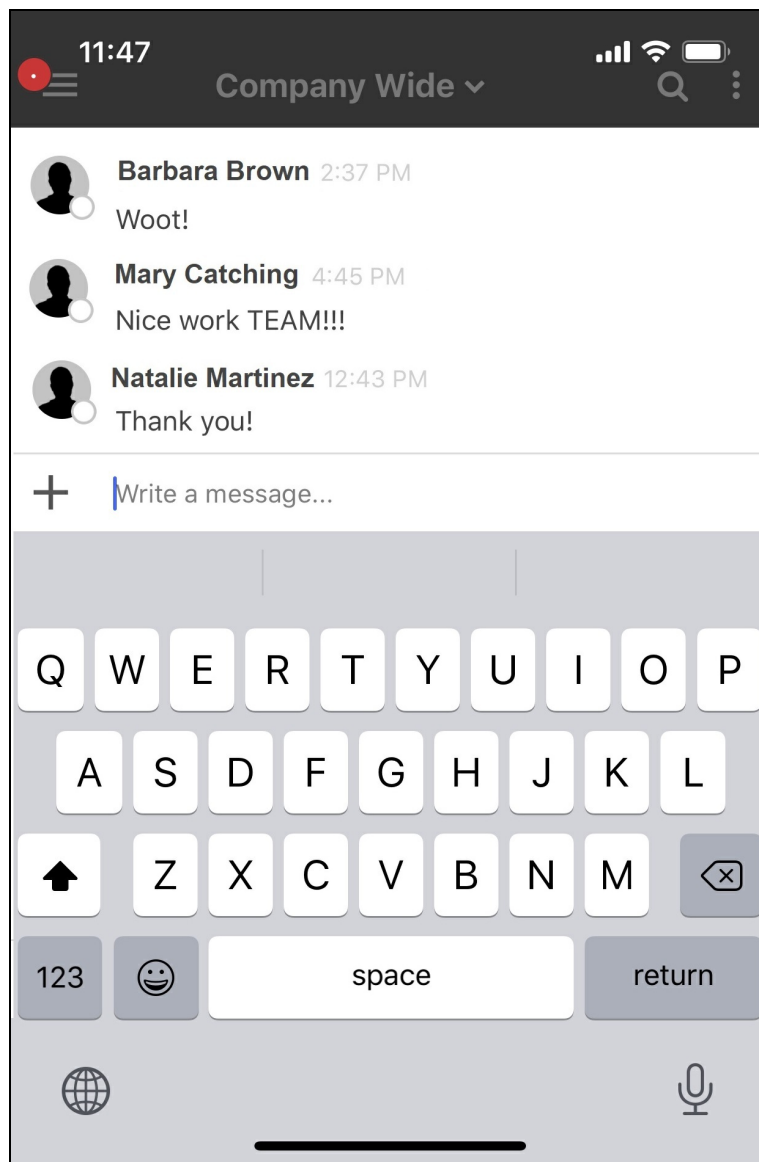 11:47
Company Wide
Barbara Brown 2:37 PM
Woot!
Mary Catching 4:45 PM
Nice work TEAM!!!
Natalie Martinez 12:43 PM
Thank you!
Write a message...
Q W E R T Y U I O P
A S D F G H J K L
Z X C V B N M
123 space return